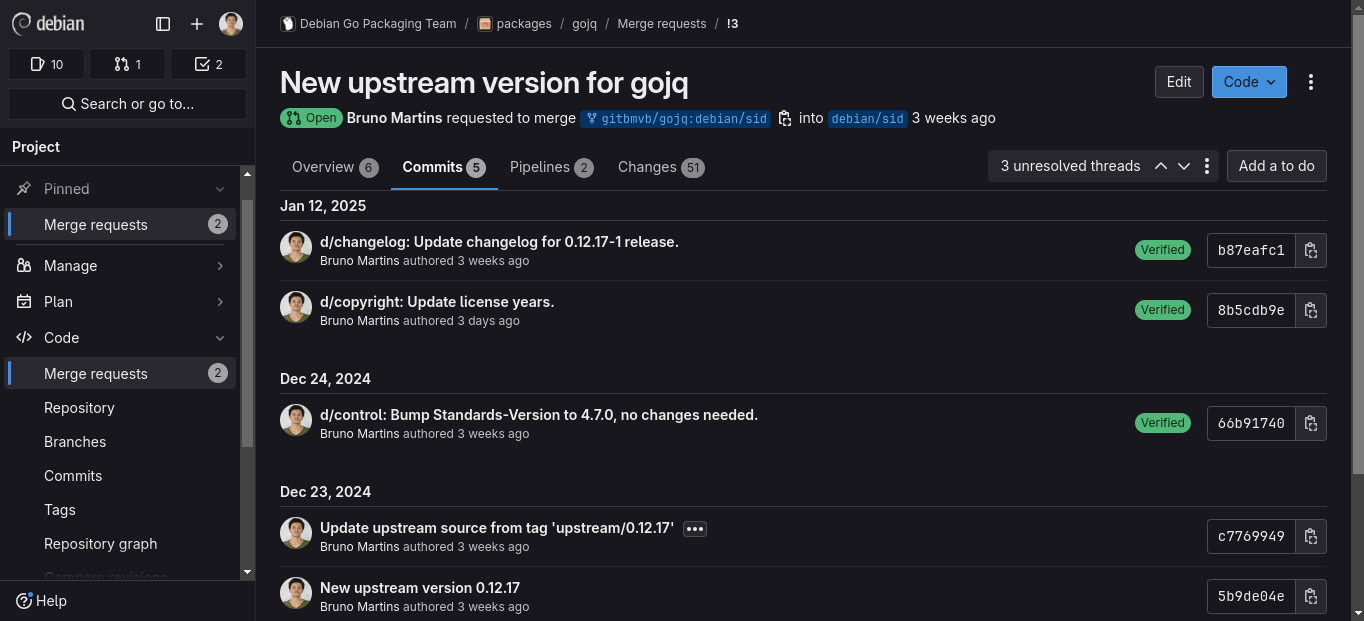 debian
Debian Go Packaging Team / packages / gojq / Merge requests / !3
10 1 2
Search or go to...
Project
Pinned
Merge requests 2
Manage
Plan
Code
Merge requests 2
Repository
Branches
Commits
Tags
Repository graph
Compare revisions
Help
New upstream version for gojq
Edit Code
Open Bruno Martins requested to merge gitbmvb/gojq:debian/sid into debian/sid 3 weeks ago
Overview 6 Commits 5 Pipelines 2 Changes 51
3 unresolved threads Add a to do
Jan 12, 2025
d/changelog: Update changelog for 0.12.17-1 release.
Bruno Martins authored 3 weeks ago
Verified b87eafc1
d/copyright: Update license years.
Bruno Martins authored 3 days ago
Verified 8b5cdb9e
Dec 24, 2024
d/control: Bump Standards-Version to 4.7.0, no changes needed.
Bruno Martins authored 3 weeks ago
Verified 66b91740
Dec 23, 2024
Update upstream source from tag 'upstream/0.12.17' •••
Bruno Martins authored 3 weeks ago
c7769949
New upstream version 0.12.17
Bruno Martins authored 3 weeks ago
5b9de04e